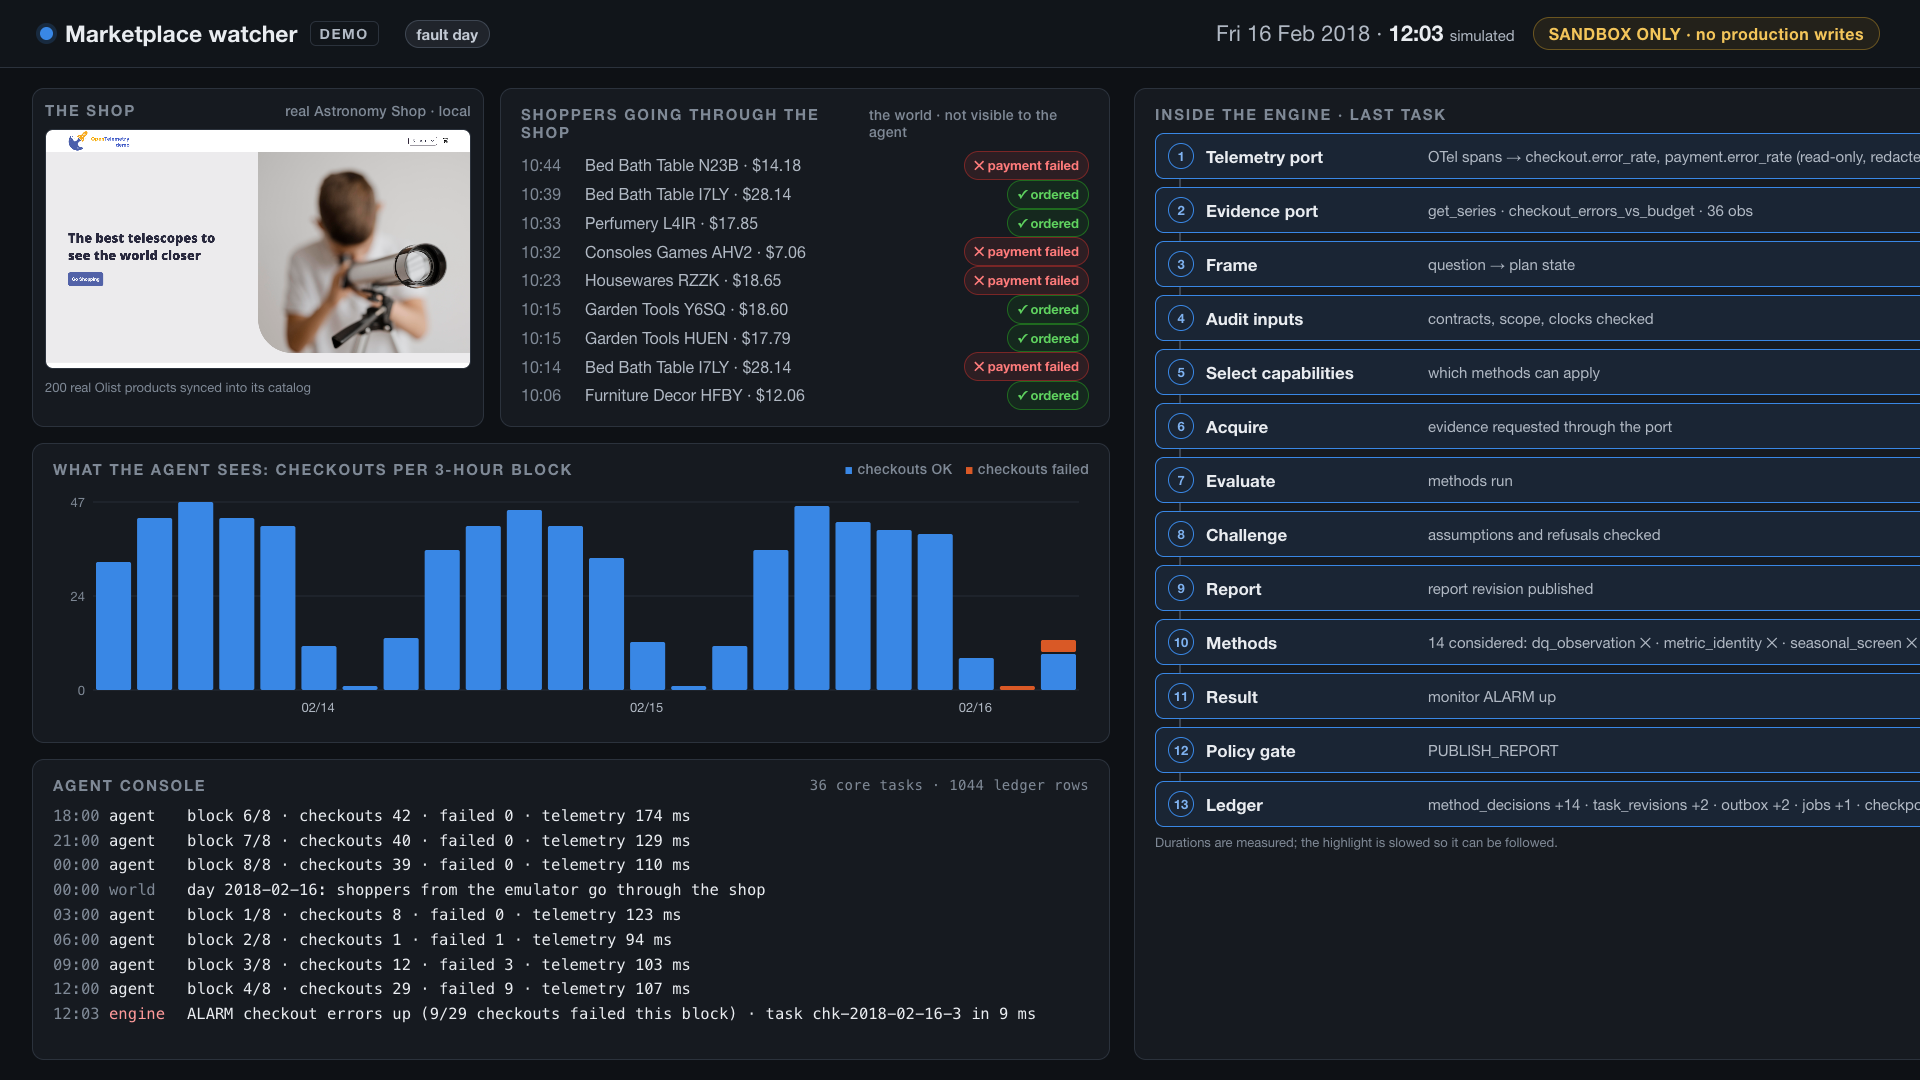 Marketplace watcher DEMO fault day
Fri 16 Feb 2018 · 12:03 simulated SANDBOX ONLY · no production writes
THE SHOP real Astronomy Shop · local
OpenTelemetry
demo
The best telescopes to
see the world closer
Go Shopping
200 real Olist products synced into its catalog
SHOPPERS GOING THROUGH THE
SHOP
the world · not visible to the
agent
10:44 Bed Bath Table N23B · $14.18 ✕ payment failed
10:39 Bed Bath Table I7LY · $28.14 ✓ ordered
10:33 Perfumery L4IR · $17.85 ✓ ordered
10:32 Consoles Games AHV2 · $7.06 ✕ payment failed
10:23 Housewares RZZK · $18.65 ✕ payment failed
10:15 Garden Tools Y6SQ · $18.60 ✓ ordered
10:15 Garden Tools HUEN · $17.79 ✓ ordered
10:14 Bed Bath Table I7LY · $28.14 ✕ payment failed
10:06 Furniture Decor HFBY · $12.06 ✓ ordered
WHAT THE AGENT SEES: CHECKOUTS PER 3-HOUR BLOCK
checkouts OK checkouts failed
47
24
0
02/14 02/15 02/16
AGENT CONSOLE 36 core tasks · 1044 ledger rows
18:00 agent block 6/8 · checkouts 42 · failed 0 · telemetry 174 ms
21:00 agent block 7/8 · checkouts 40 · failed 0 · telemetry 129 ms
00:00 agent block 8/8 · checkouts 39 · failed 0 · telemetry 110 ms
00:00 world day 2018-02-16: shoppers from the emulator go through the shop
03:00 agent block 1/8 · checkouts 8 · failed 0 · telemetry 123 ms
06:00 agent block 2/8 · checkouts 1 · failed 1 · telemetry 94 ms
09:00 agent block 3/8 · checkouts 12 · failed 3 · telemetry 103 ms
12:00 agent block 4/8 · checkouts 29 · failed 9 · telemetry 107 ms
12:03 engine ALARM checkout errors up (9/29 checkouts failed this block) · task chk-2018-02-16-3 in 9 ms
INSIDE THE ENGINE · LAST TASK
1 Telemetry port OTel spans → checkout.error_rate, payment.error_rate (read-only, redacte
2 Evidence port get_series · checkout_errors_vs_budget · 36 obs
3 Frame question → plan state
4 Audit inputs contracts, scope, clocks checked
5 Select capabilities which methods can apply
6 Acquire evidence requested through the port
7 Evaluate methods run
8 Challenge assumptions and refusals checked
9 Report report revision published
10 Methods 14 considered: dq_observation ✕ · metric_identity ✕ · seasonal_screen ✕
11 Result monitor ALARM up
12 Policy gate PUBLISH_REPORT
13 Ledger method_decisions +14 · task_revisions +2 · outbox +2 · jobs +1 · checkpo
Durations are measured; the highlight is slowed so it can be followed.